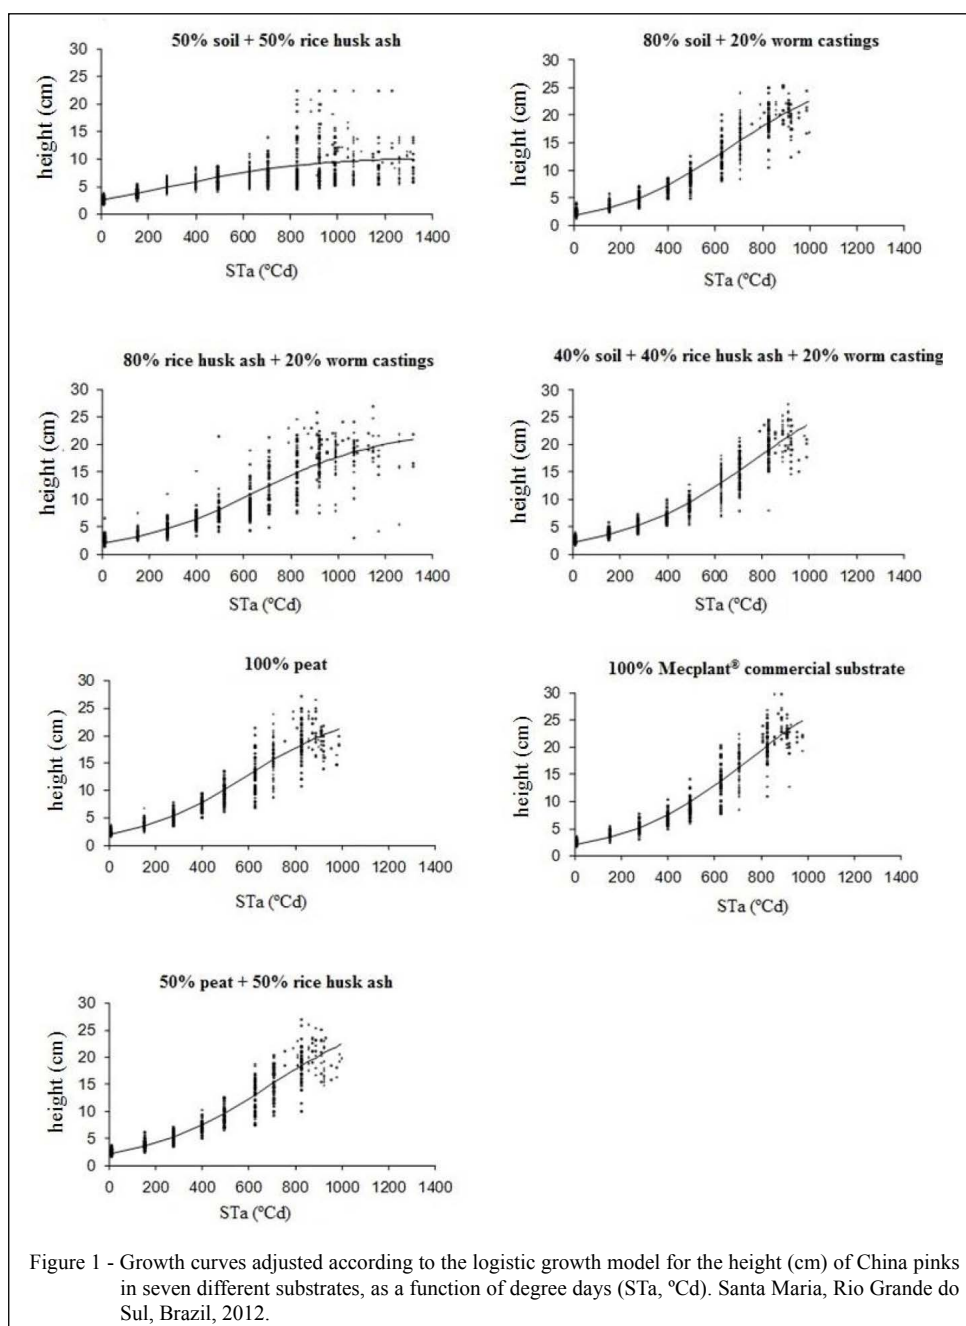 50% soil + 50% rice husk ash
30
25
20
15
10
5
0
height (cm)
0 200 400 600 800 1000 1200 1400
STa (ºCd)
80% soil + 20% worm castings
30
25
20
15
10
5
0
height (cm)
0 200 400 600 800 1000 1200 1400
STa (ºCd)
80% rice husk ash + 20% worm castings
30
25
20
15
10
5
0
height (cm)
0 200 400 600 800 1000 1200 1400
STa (ºCd)
40% soil + 40% rice husk ash + 20% worm casting
30
25
20
15
10
5
0
height (cm)
0 200 400 600 800 1000 1200 1400
STa (ºCd)
100% peat
30
25
20
15
10
5
0
height (cm)
0 200 400 600 800 1000 1200 1400
STa (ºCd)
100% Mecplant® commercial substrate
30
25
20
15
10
5
0
height (cm)
0 200 400 600 800 1000 1200 1400
STa (ºCd)
50% peat + 50% rice husk ash
30
25
20
15
10
5
0
height (cm)
0 200 400 600 800 1000 1200 1400
STa (ºCd)
Figure 1 - Growth curves adjusted according to the logistic growth model for the height (cm) of China pinks
in seven different substrates, as a function of degree days (STa, ºCd). Santa Maria, Rio Grande do
Sul, Brazil, 2012.